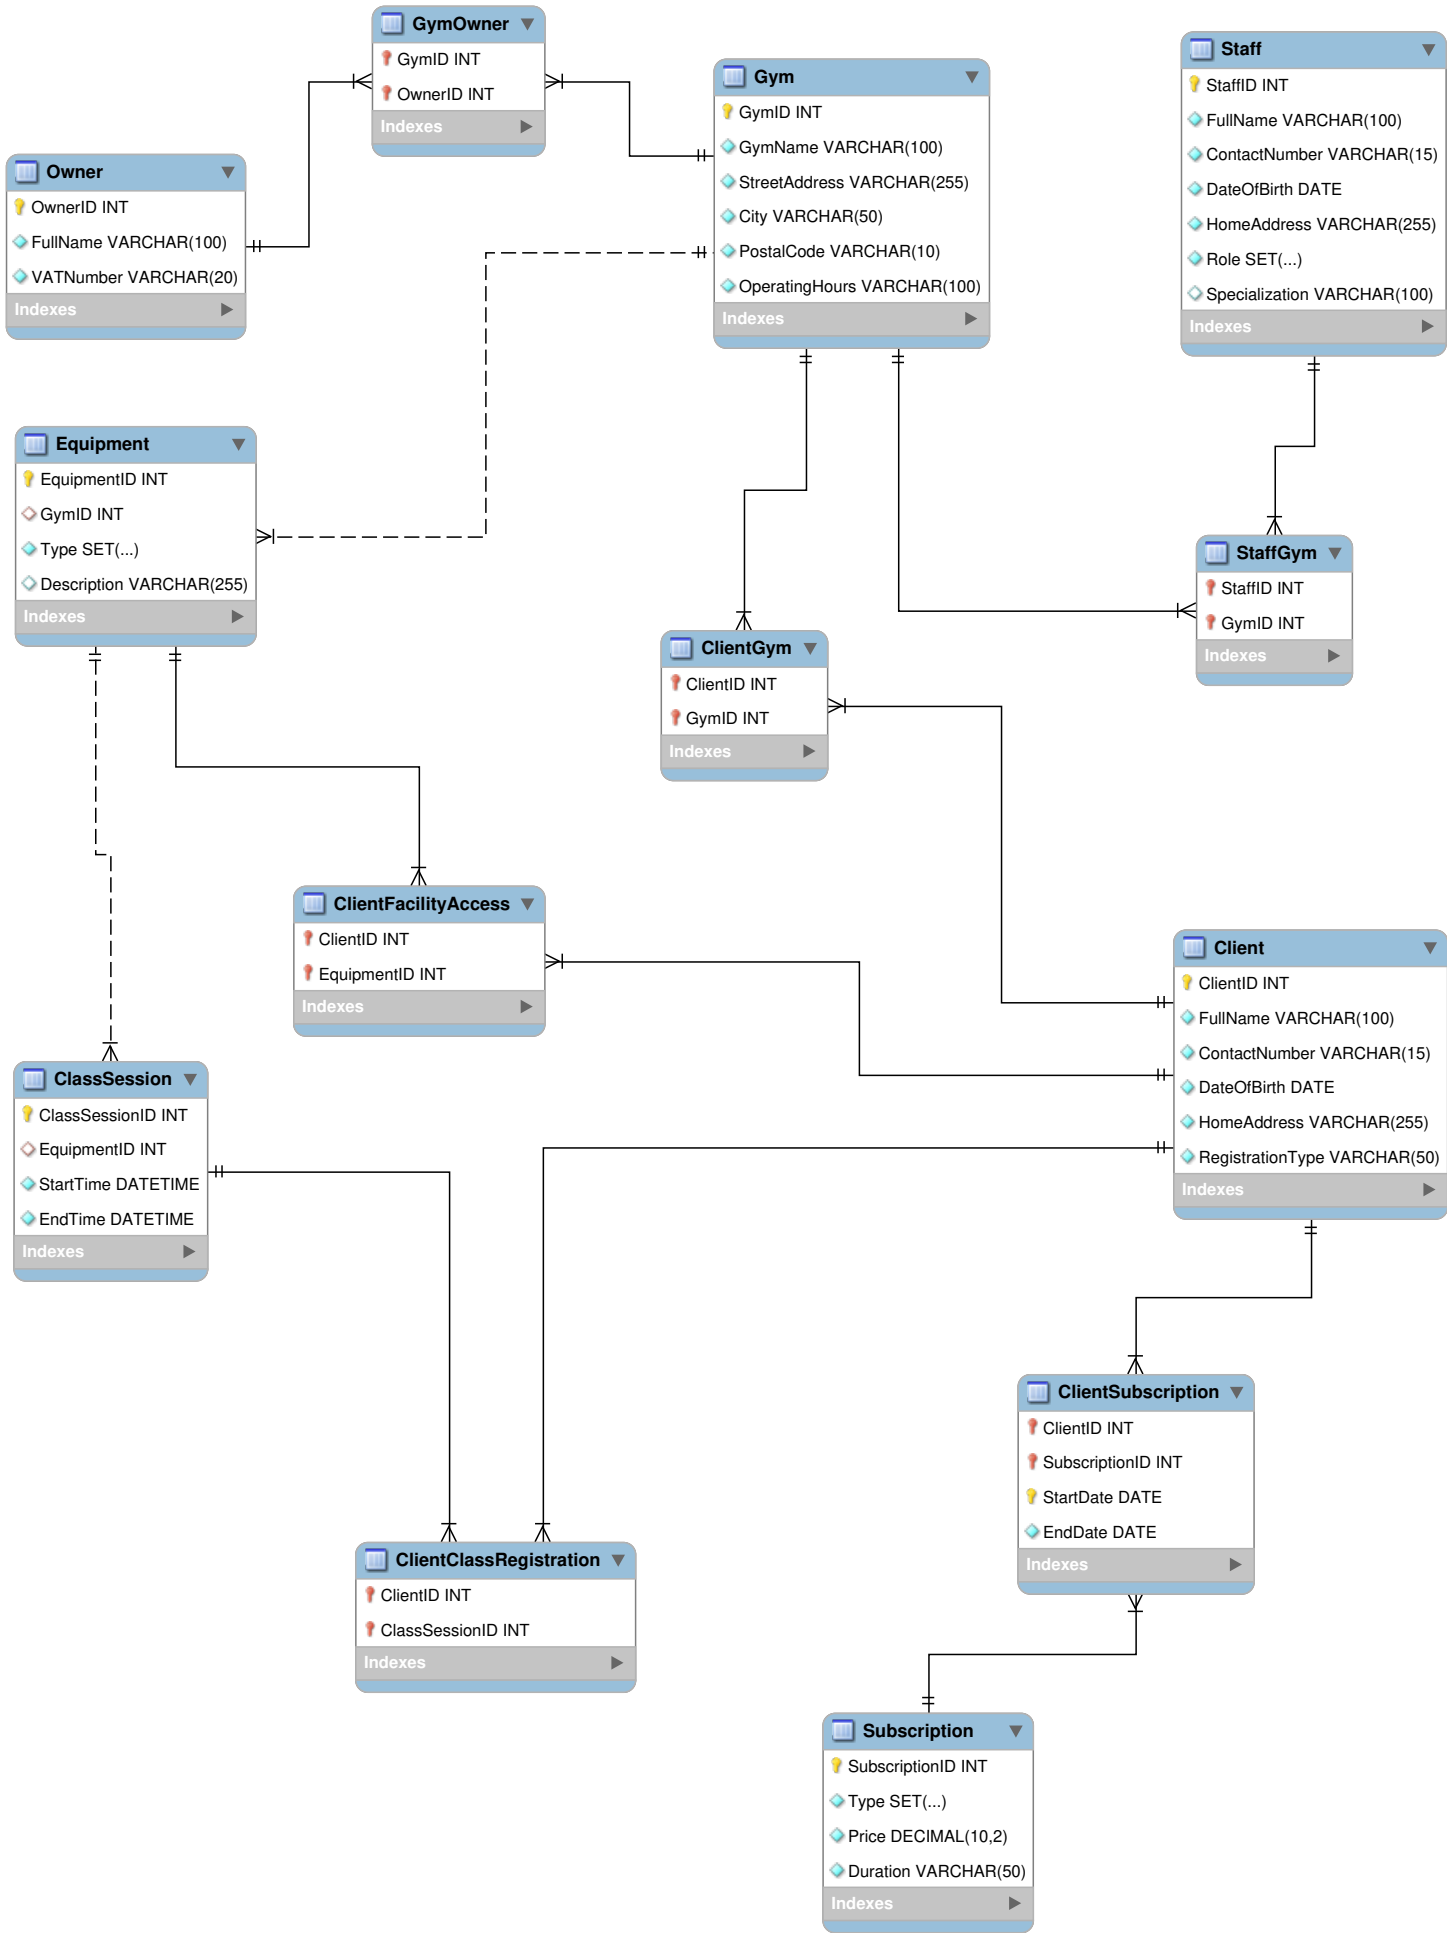 GymOwner
GymID INT
OwnerID INT
Indexes
Staff
StaffID INT
FullName VARCHAR(100)
ContactNumber VARCHAR(15)
DateOfBirth DATE
HomeAddress VARCHAR(255)
Role SET(...)
Specialization VARCHAR(100)
Indexes
Gym
GymID INT
GymName VARCHAR(100)
StreetAddress VARCHAR(255)
City VARCHAR(50)
PostalCode VARCHAR(10)
OperatingHours VARCHAR(100)
Indexes
Owner
OwnerID INT
FullName VARCHAR(100)
VATNumber VARCHAR(20)
Indexes
Equipment
EquipmentID INT
GymID INT
Type SET(...)
Description VARCHAR(255)
Indexes
StaffGym
StaffID INT
GymID INT
Indexes
ClientGym
ClientID INT
GymID INT
Indexes
ClientFacilityAccess
ClientID INT
EquipmentID INT
Indexes
Client
ClientID INT
FullName VARCHAR(100)
ContactNumber VARCHAR(15)
DateOfBirth DATE
HomeAddress VARCHAR(255)
RegistrationType VARCHAR(50)
Indexes
ClassSession
ClassSessionID INT
EquipmentID INT
StartTime DATETIME
EndTime DATETIME
Indexes
ClientSubscription
ClientID INT
SubscriptionID INT
StartDate DATE
EndDate DATE
Indexes
ClientClassRegistration
ClientID INT
ClassSessionID INT
Indexes
Subscription
SubscriptionID INT
Type SET(...)
Price DECIMAL(10,2)
Duration VARCHAR(50)
Indexes